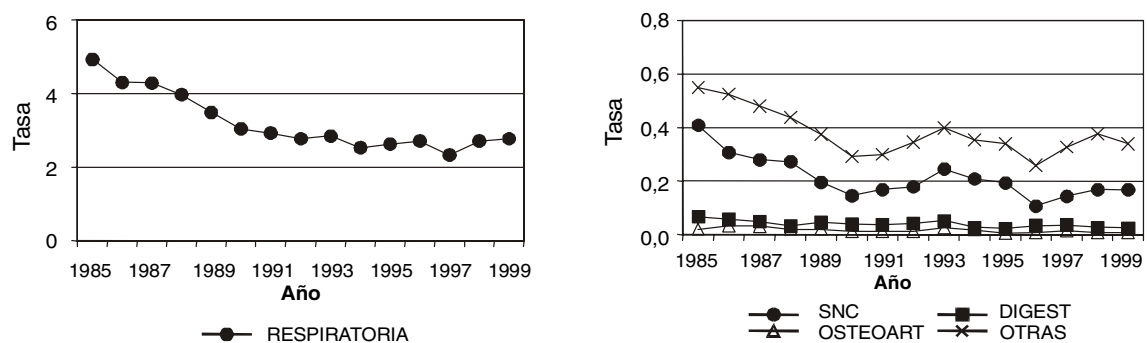 6
4
2
0
Tasa
1985 1987 1989 1991 1993 1995 1997 1999
Año
RESPIRATORIA
0,8
0,6
0,4
0,2
0,0
Tasa
1985 1987 1989 1991 1993 1995 1997 1999
Año
SNC DIGEST
OSTEOART OTRAS